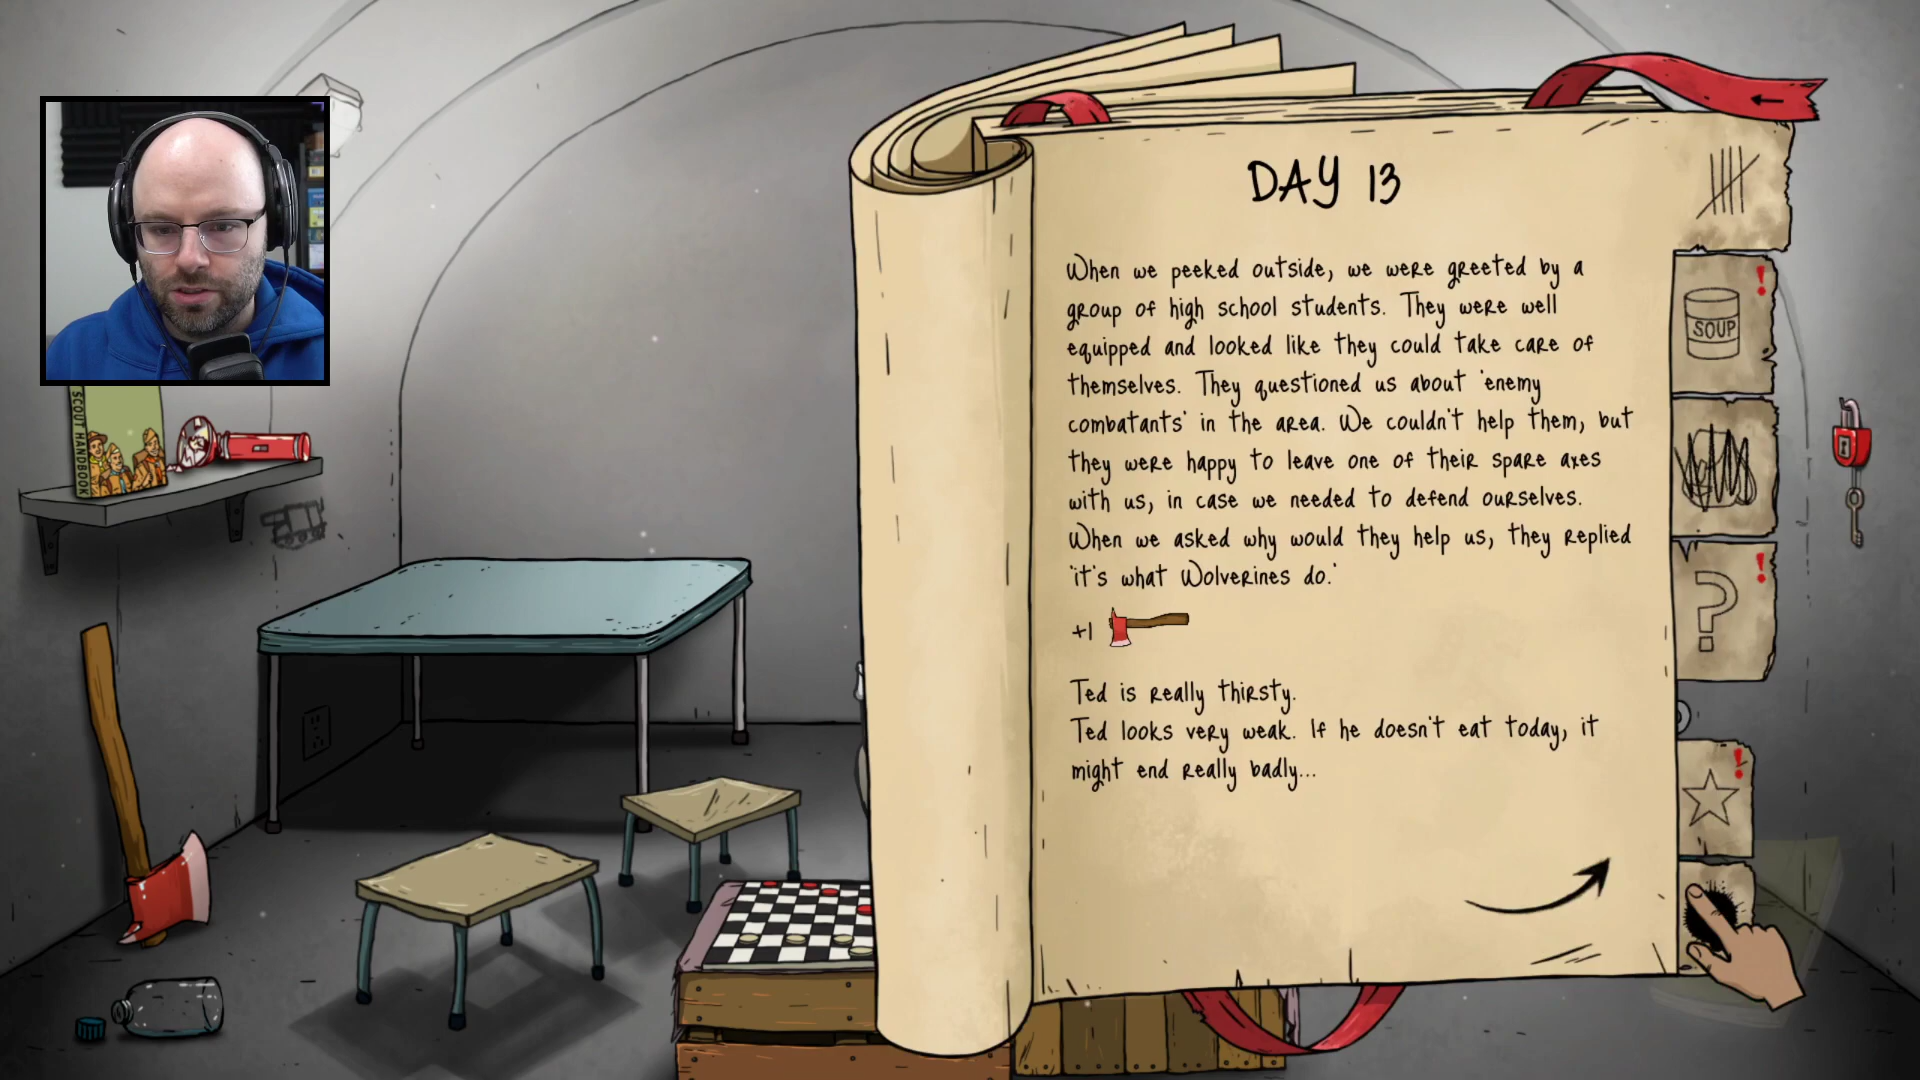 DAY 13
When we peeked outside, we were greeted by a
group of high school students. They were well
equipped and looked like they could take care of
themselves. They questioned us about 'enemy
combatants' in the area. We couldn't help them, but
they were happy to leave one of their spare axes
with us, in case we needed to defend ourselves.
When we asked why would they help us, they replied
'it's what Wolverines do.'
+1
Ted is really thirsty.
Ted looks very weak. If he doesn't eat today, it
might end really badly...
SCOUT HANDBOOK
!
SOUP
!
?
!